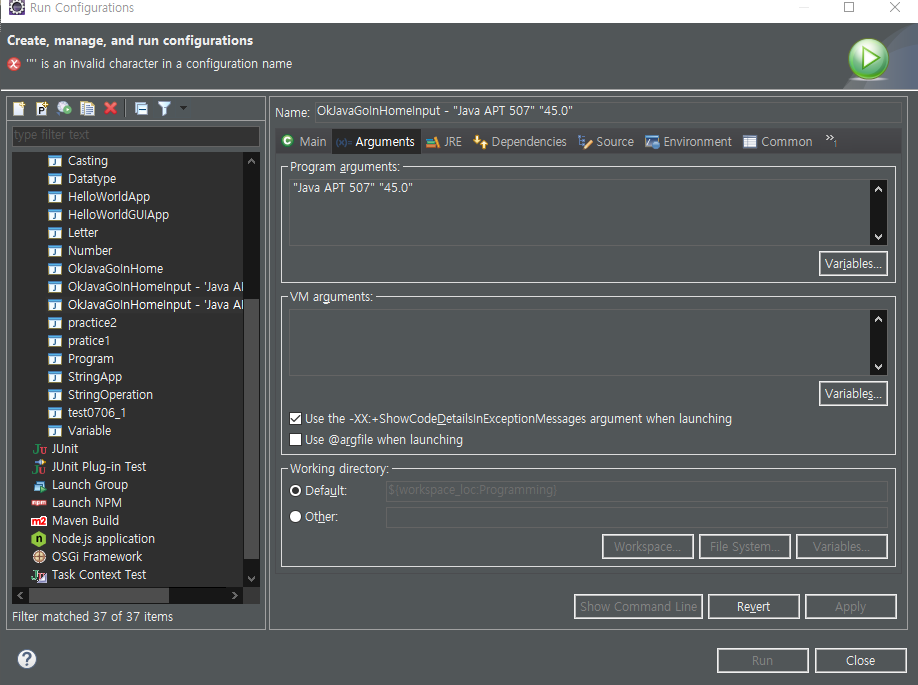 Run Configurations
Create, manage, and run configurations
'"' is an invalid character in a configuration name
type filter text
Casting
Datatype
HelloWorldApp
HelloWorldGUIApp
Letter
Number
OkJavaGoInHome
OkJavaGoInHomeInput - 'Java Al
OkJavaGoInHomeInput - 'Java Al
practice2
pratice1
Program
StringApp
StringOperation
test0706_1
Variable
JUnit
JUnit Plug-in Test
Launch Group
Launch NPM
Maven Build
Node.js application
OSGi Framework
Task Context Test
Filter matched 37 of 37 items
Name: OkJavaGoInHomeInput - "Java APT 507" "45.0"
Main (x)= Arguments JRE Dependencies Source Environment Common »1
Program arguments:
"Java APT 507" "45.0"
Variables...
VM arguments:
Variables...
Use the -XX:+ShowCodeDetailsInExceptionMessages argument when launching
Use @argfile when launching
Working directory:
Default: ${workspace_loc:Programming}
Other:
Workspace... File System... Variables...
Show Command Line Revert Apply
Run Close